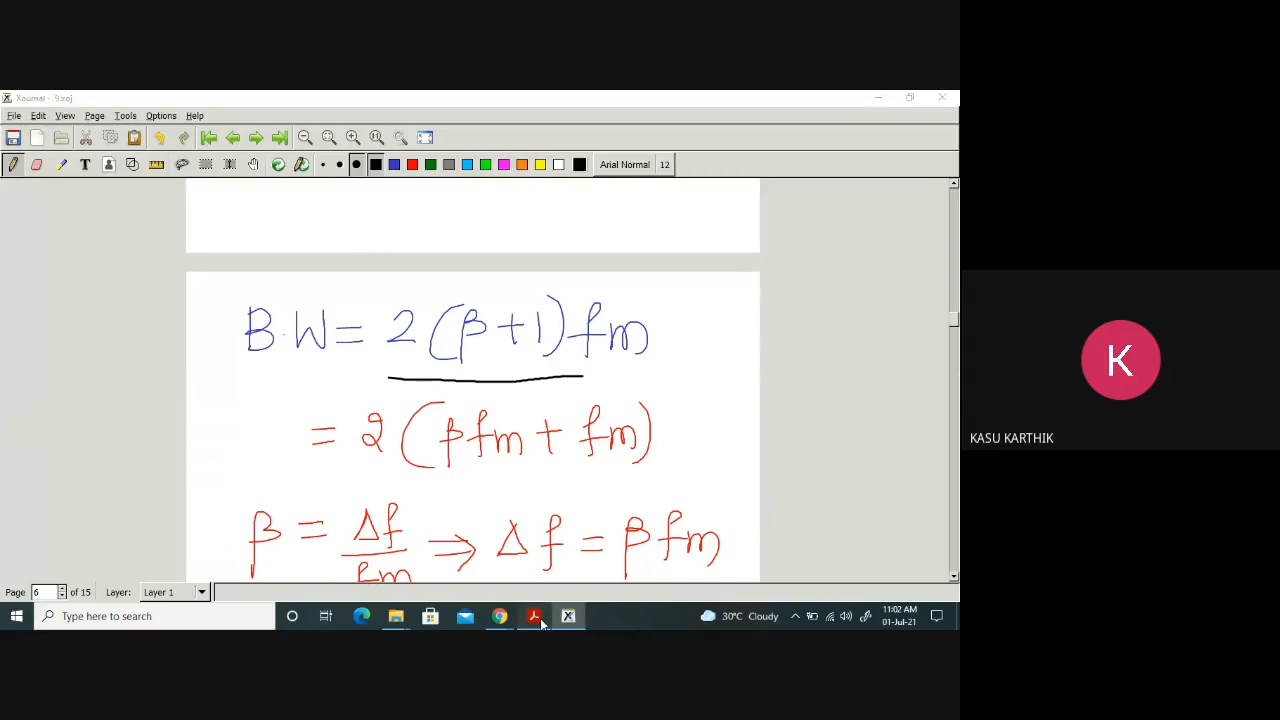 Xournal - 9.xoj
File Edit View Page Tools Options Help
Arial Normal 12
B.W = 2(β+1)fm
= 2(βfm + fm)
β = Δf/fm ⇒ Δf = βfm
K
KASU KARTHIK
Page 6 of 15 Layer: Layer 1
Type here to search
30°C Cloudy
11:02 AM
01-Jul-21